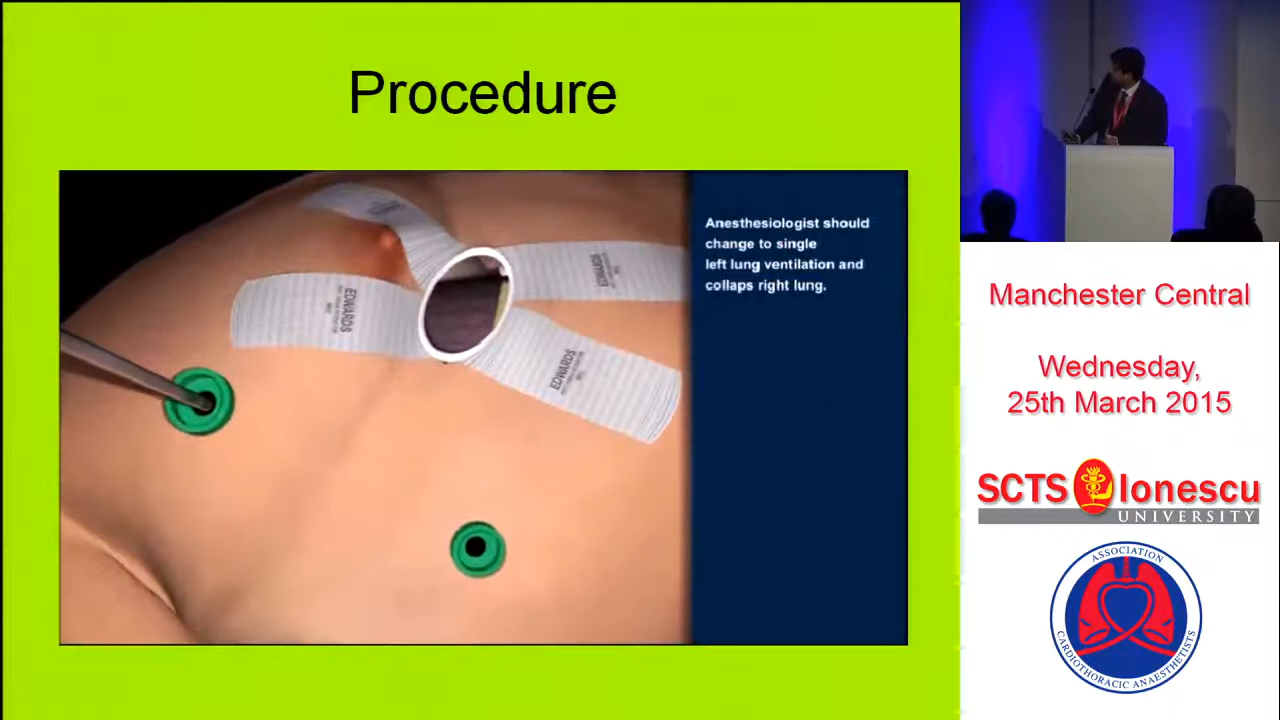 Procedure
Anesthesiologist should
change to single
left lung ventilation and
collaps right lung.
EDWARDS
EDWARDS
EDWARDS
Manchester Central
Wednesday,
25th March 2015
SCTS Ionescu
UNIVERSITY
ASSOCIATION
CARDIOTHORACIC ANAESTHETISTS